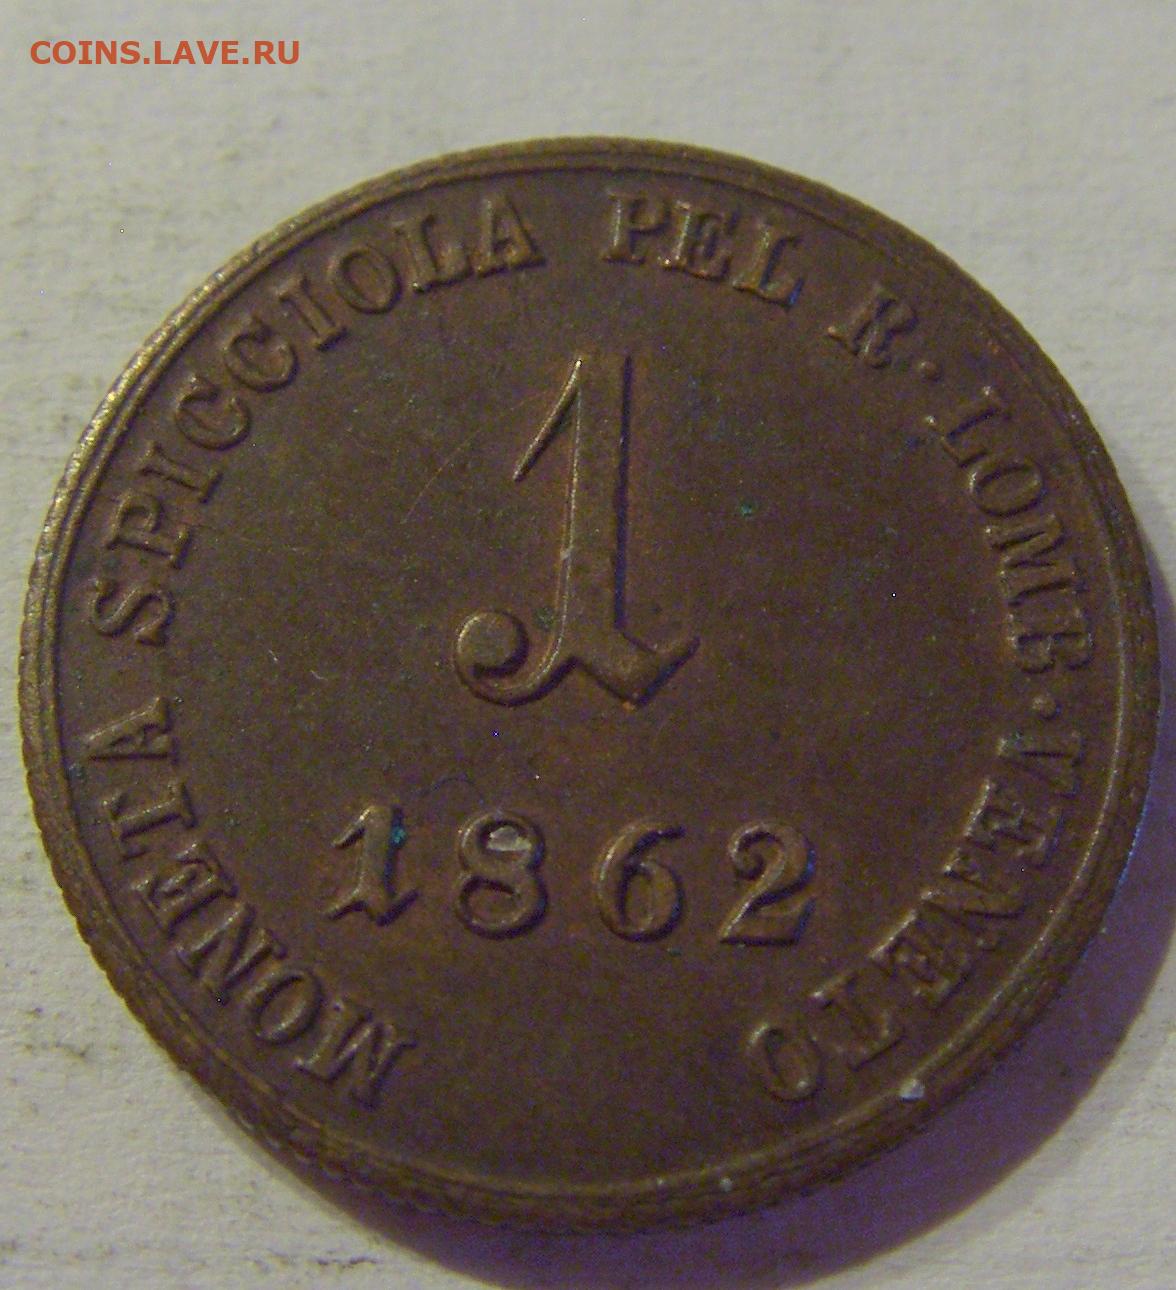 COINS.LAVE.RU
MONETA SPICCIOLA PEL R· LOMB·VENETO
1
1862